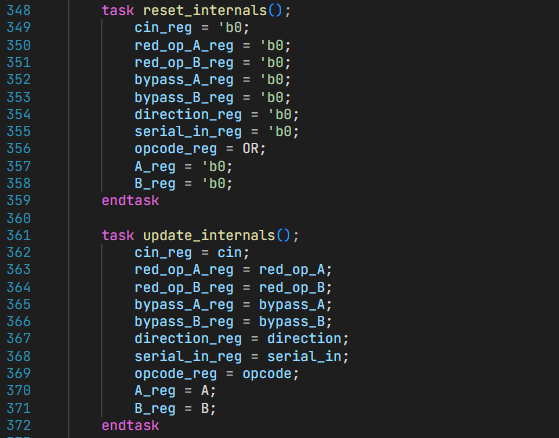 348 task reset_internals();
349 cin_reg = 'b0;
350 red_op_A_reg = 'b0;
351 red_op_B_reg = 'b0;
352 bypass_A_reg = 'b0;
353 bypass_B_reg = 'b0;
354 direction_reg = 'b0;
355 serial_in_reg = 'b0;
356 opcode_reg = OR;
357 A_reg = 'b0;
358 B_reg = 'b0;
359 endtask
360
361 task update_internals();
362 cin_reg = cin;
363 red_op_A_reg = red_op_A;
364 red_op_B_reg = red_op_B;
365 bypass_A_reg = bypass_A;
366 bypass_B_reg = bypass_B;
367 direction_reg = direction;
368 serial_in_reg = serial_in;
369 opcode_reg = opcode;
370 A_reg = A;
371 B_reg = B;
372 endtask